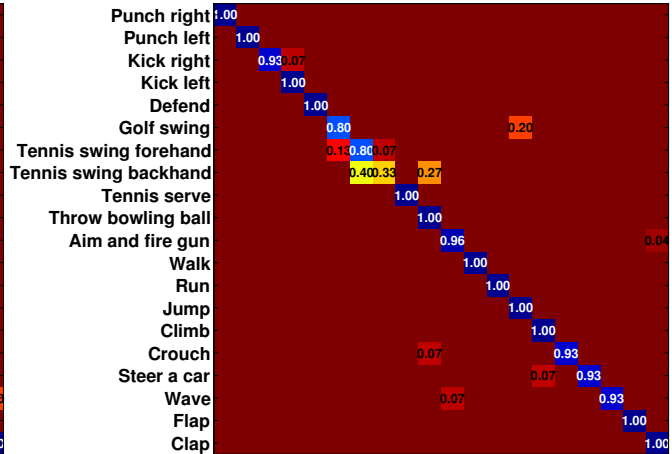 Punch right 1.00
Punch left 1.00
Kick right 0.93 0.07
Kick left 1.00
Defend 1.00
Golf swing 0.80 0.20
Tennis swing forehand 0.13 0.80 0.07
Tennis swing backhand 0.40 0.33 0.27
Tennis serve 1.00
Throw bowling ball 1.00
Aim and fire gun 0.96 0.04
Walk 1.00
Run 1.00
Jump 1.00
Climb 1.00
Crouch 0.07 0.93
Steer a car 0.07 0.93
Wave 0.07 0.93
Flap 1.00
Clap 1.00